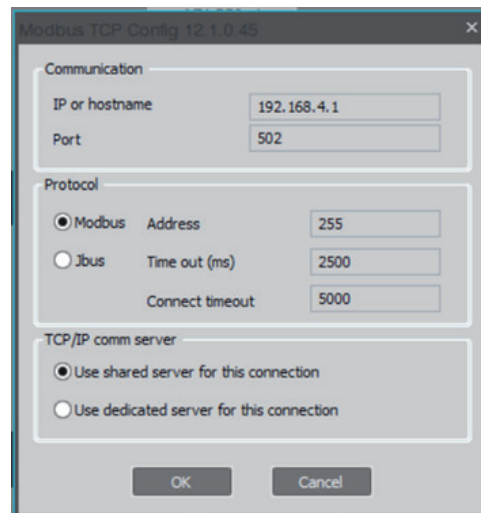 Modbus TCP Config 12.1.0.45
Communication
IP or hostname 192.168.4.1
Port 502
Protocol
Modbus Address 255
Jbus Time out (ms) 2500
Connect timeout 5000
TCP/IP comm server
Use shared server for this connection
Use dedicated server for this connection
OK Cancel